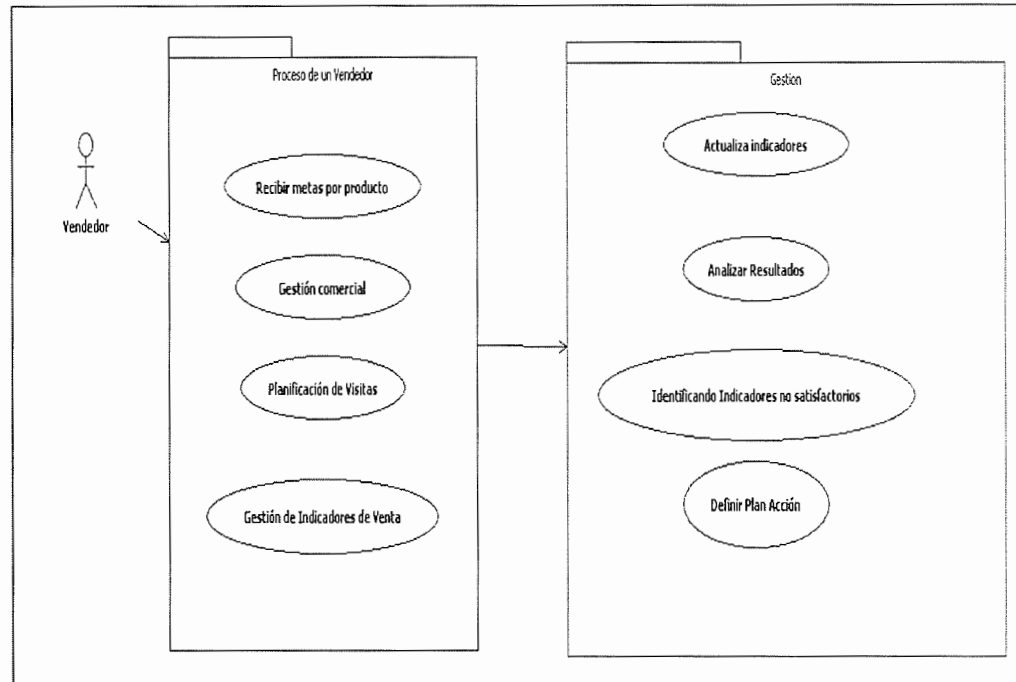 Vendedor
Proceso de un Vendedor
Recibir metas por producto
Gestión comercial
Planificación de Visitas
Gestión de Indicadores de Venta
Gestion
Actualiza indicadores
Analizar Resultados
Identificando Indicadores no satisfactorios
Definir Plan Acción